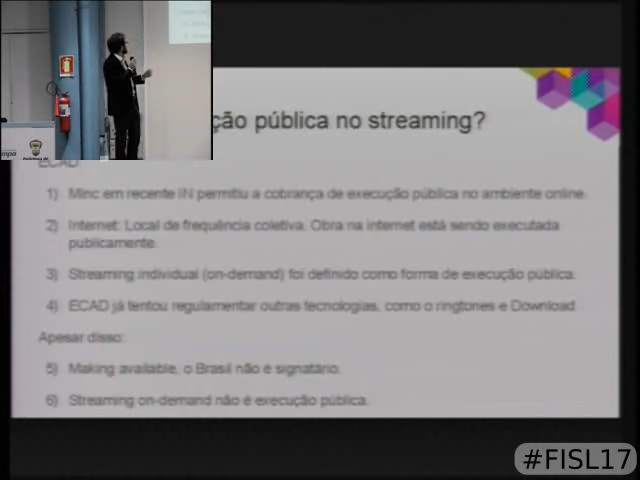 ção pública no streaming?
ECAD
1) Minc em recente IN permitiu a cobrança de execução pública no ambiente online.
2) Internet: Local de frequência coletiva. Obra na internet está sendo executada
publicamente.
3) Streaming individual (on-demand) foi definido como forma de execução pública.
4) ECAD já tentou regulamentar outras tecnologias, como o ringtones e Download.
Apesar disso:
5) Making available, o Brasil não é signatário.
6) Streaming on-demand não é execução pública.
#FISL17